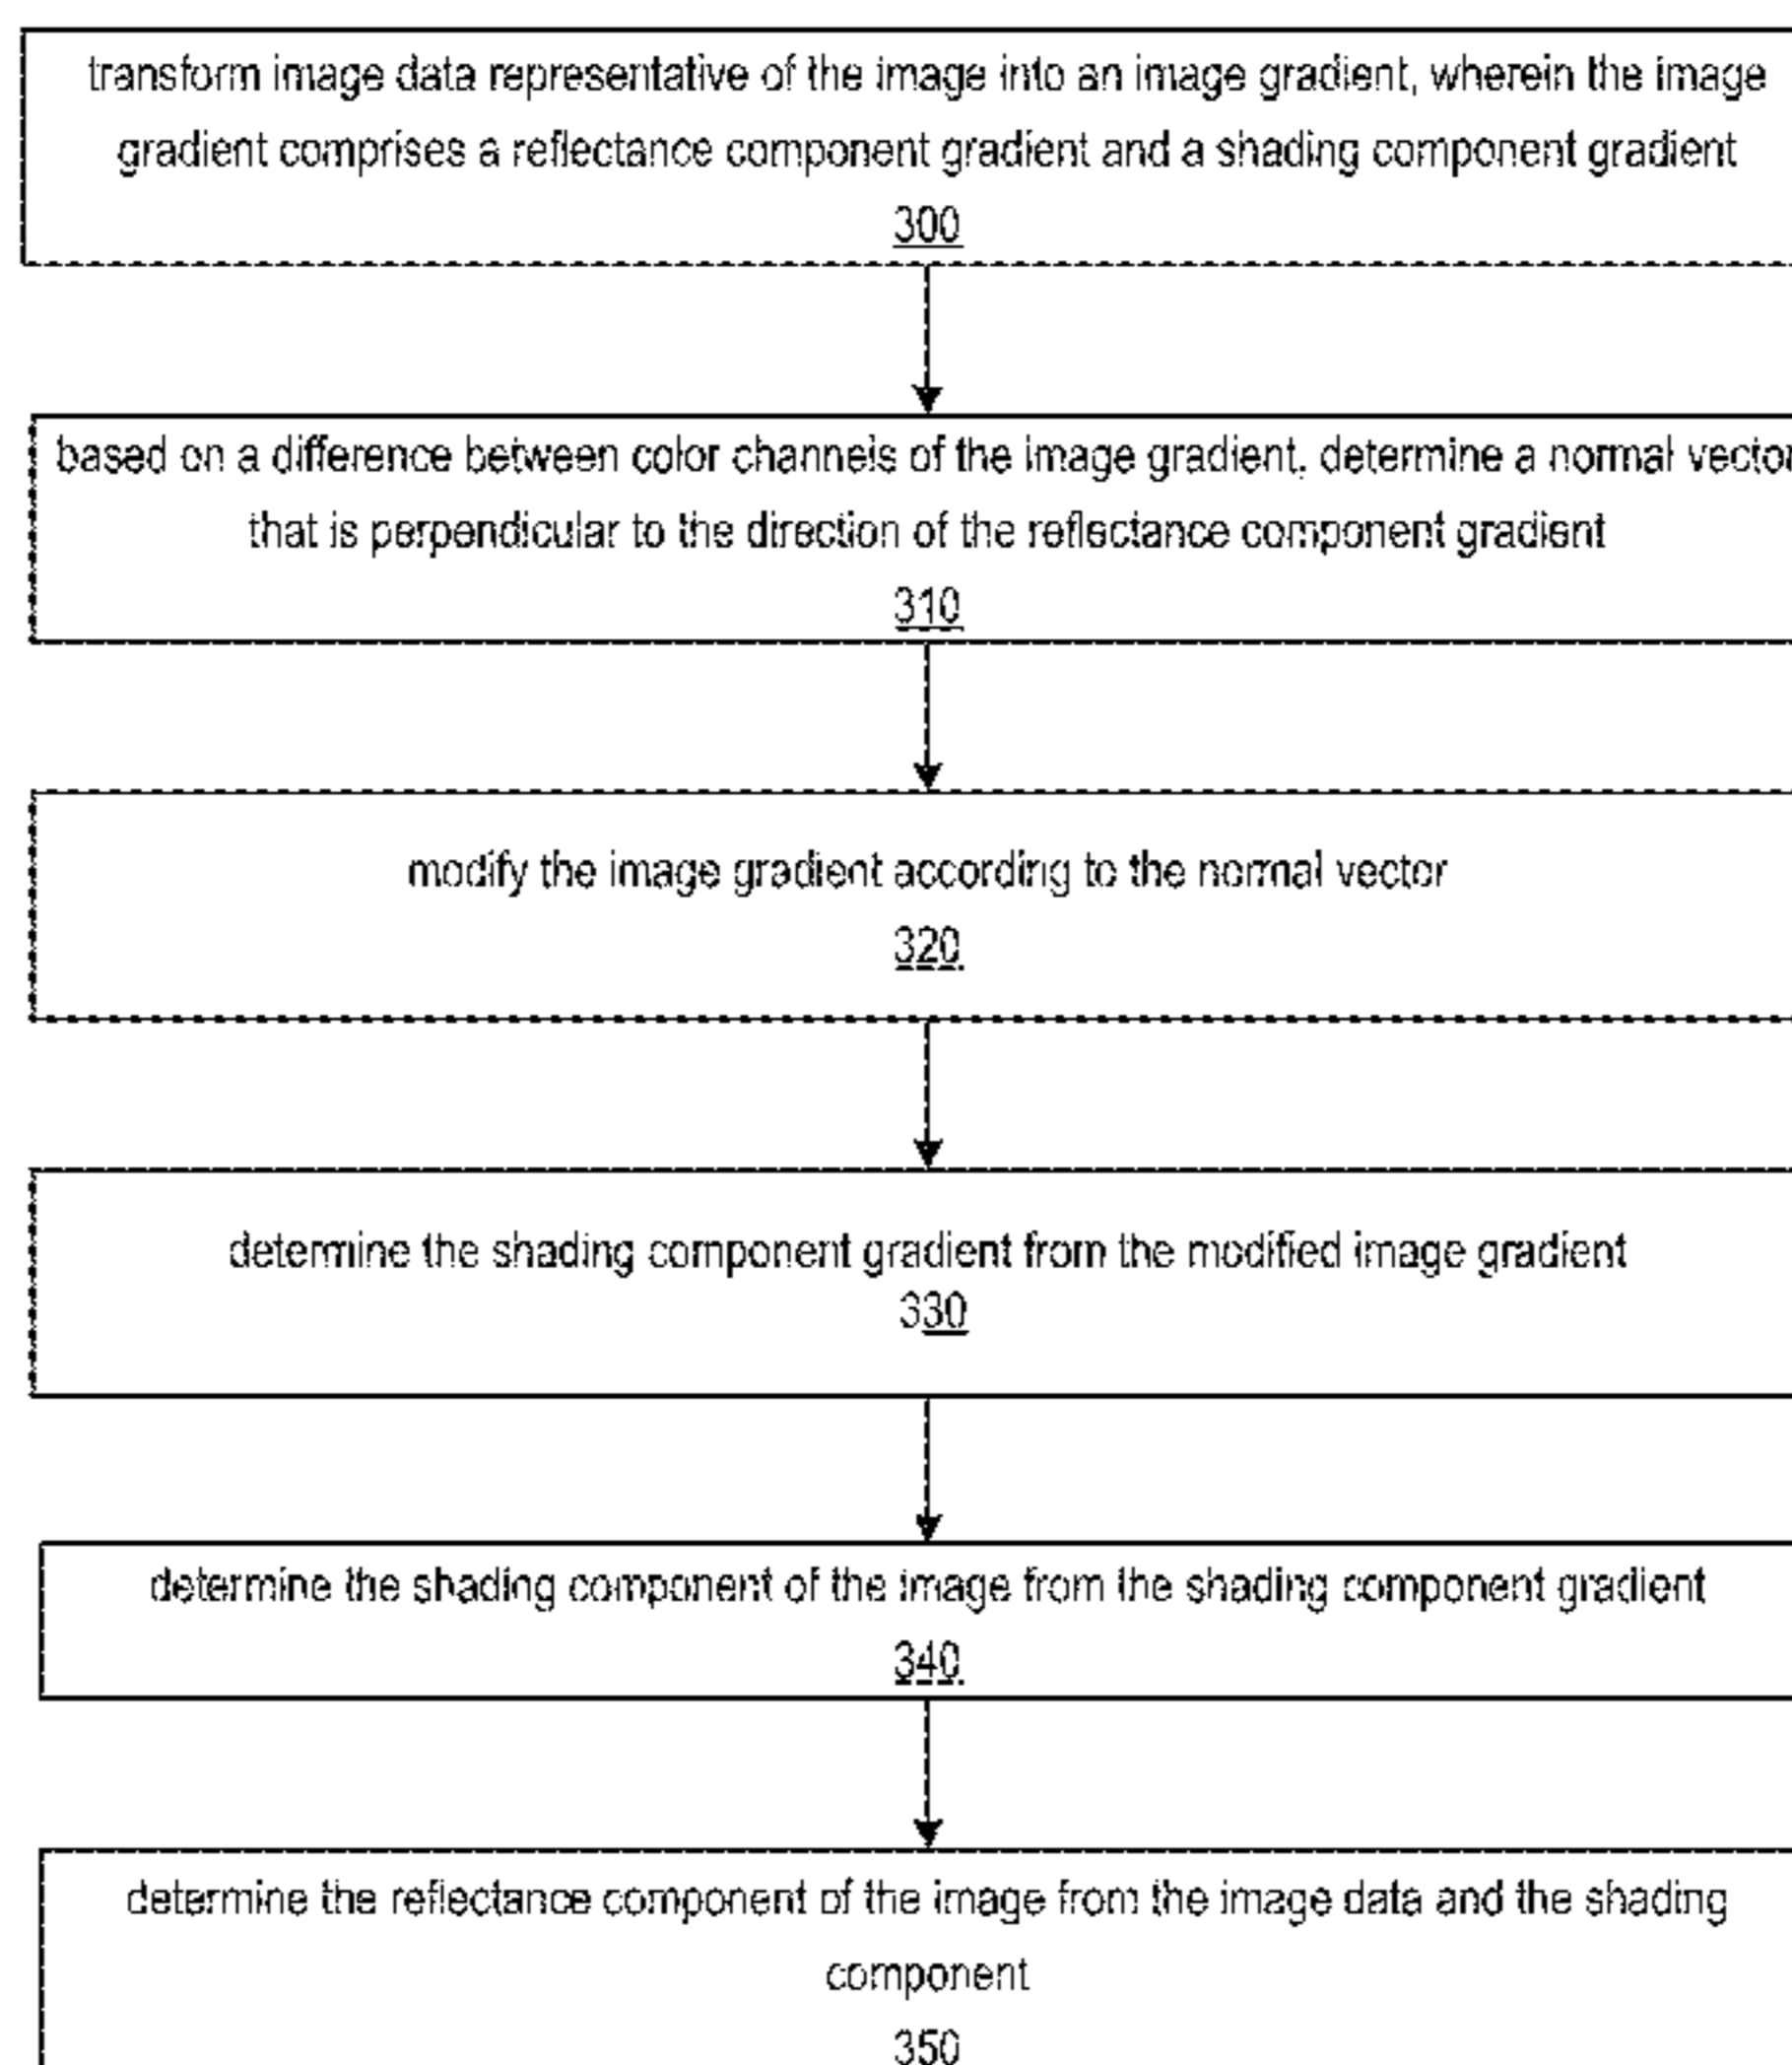 transform image data representative of the image into an image gradient, wherein the image
gradient comprises a reflectance component gradient and a shading component gradient
300
based on a difference between color channels of the image gradient, determine a normal vector
that is perpendicular to the direction of the reflectance component gradient
310
modify the image gradient according to the normal vector
320
determine the shading component gradient from the modified image gradient
330
determine the shading component of the image from the shading component gradient
340
determine the reflectance component of the image from the image data and the shading
component
350